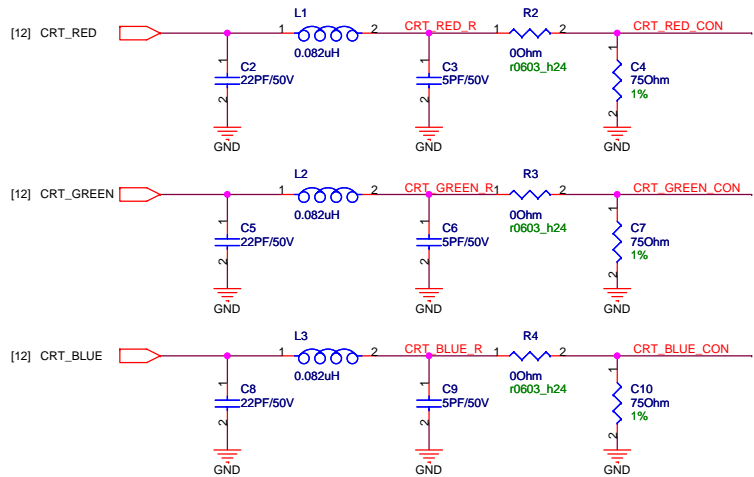 L1
R2
[12] CRT_RED
1
2
CRT_RED_R
1
2
CRT_RED_CON
0.082uH
0Ohm
r0603_h24
1
C2
22PF/50V
2
1
C3
5PF/50V
2
1
C4
75Ohm
1%
2
GND
GND
GND
L2
R3
[12] CRT_GREEN
1
2
CRT_GREEN_R
1
2
CRT_GREEN_CON
0.082uH
0Ohm
r0603_h24
1
C5
22PF/50V
2
1
C6
5PF/50V
2
1
C7
75Ohm
1%
2
GND
GND
GND
L3
R4
[12] CRT_BLUE
1
2
CRT_BLUE_R
1
2
CRT_BLUE_CON
0.082uH
0Ohm
r0603_h24
1
C8
22PF/50V
2
1
C9
5PF/50V
2
1
C10
75Ohm
1%
2
GND
GND
GND